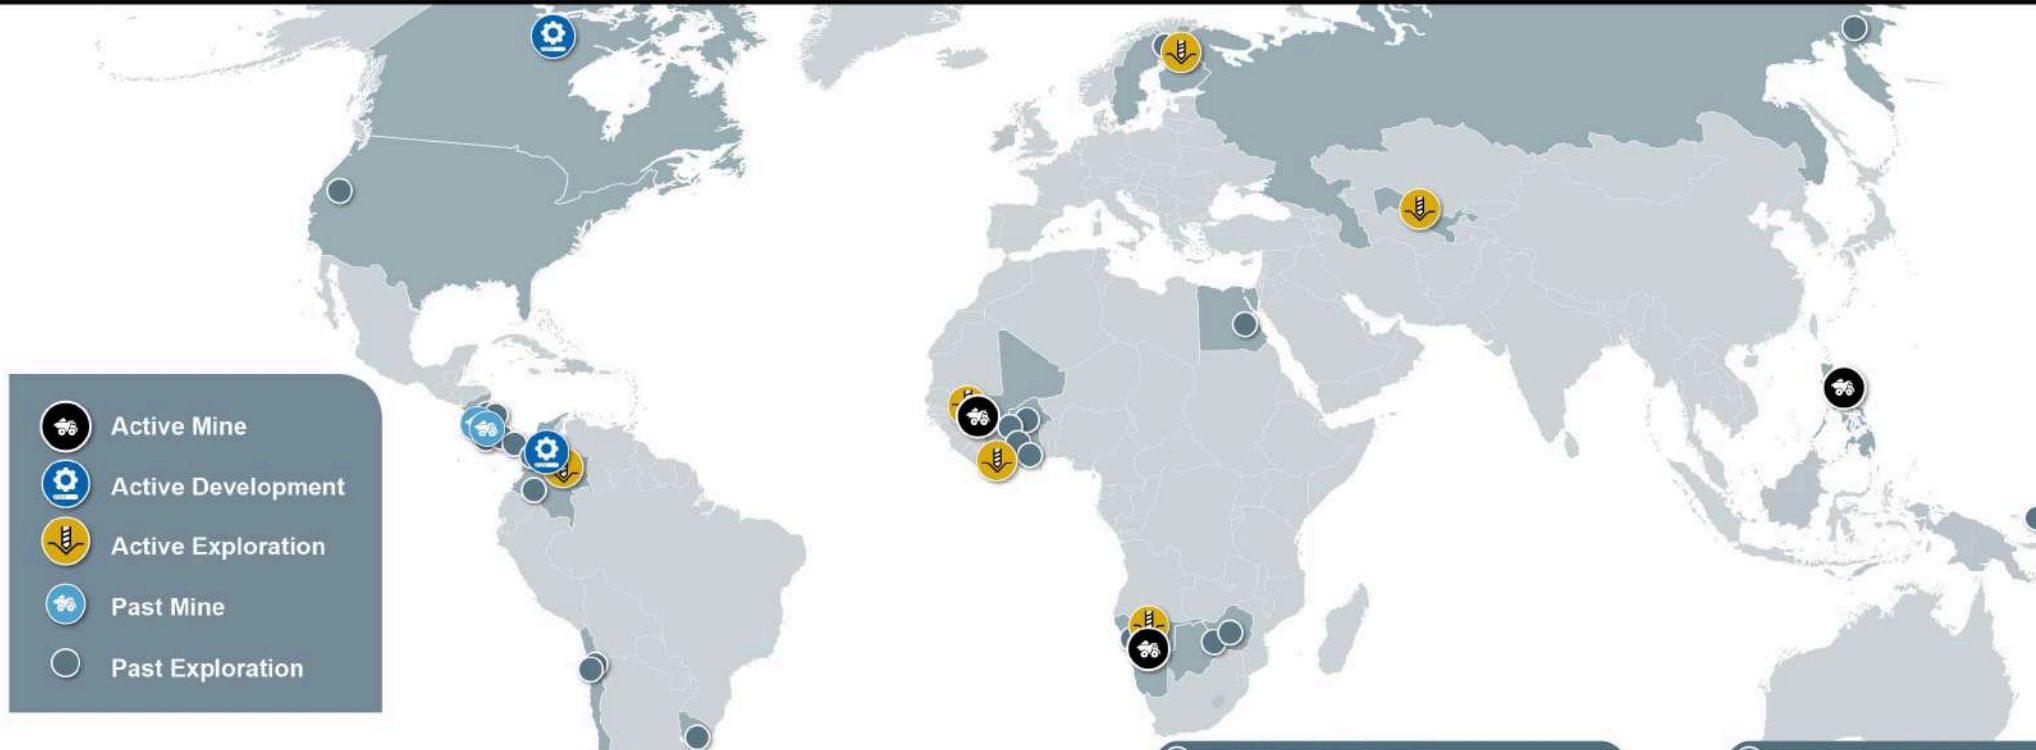 Active Mine
Active Development
Active Exploration
Past Mine
Past Exploration